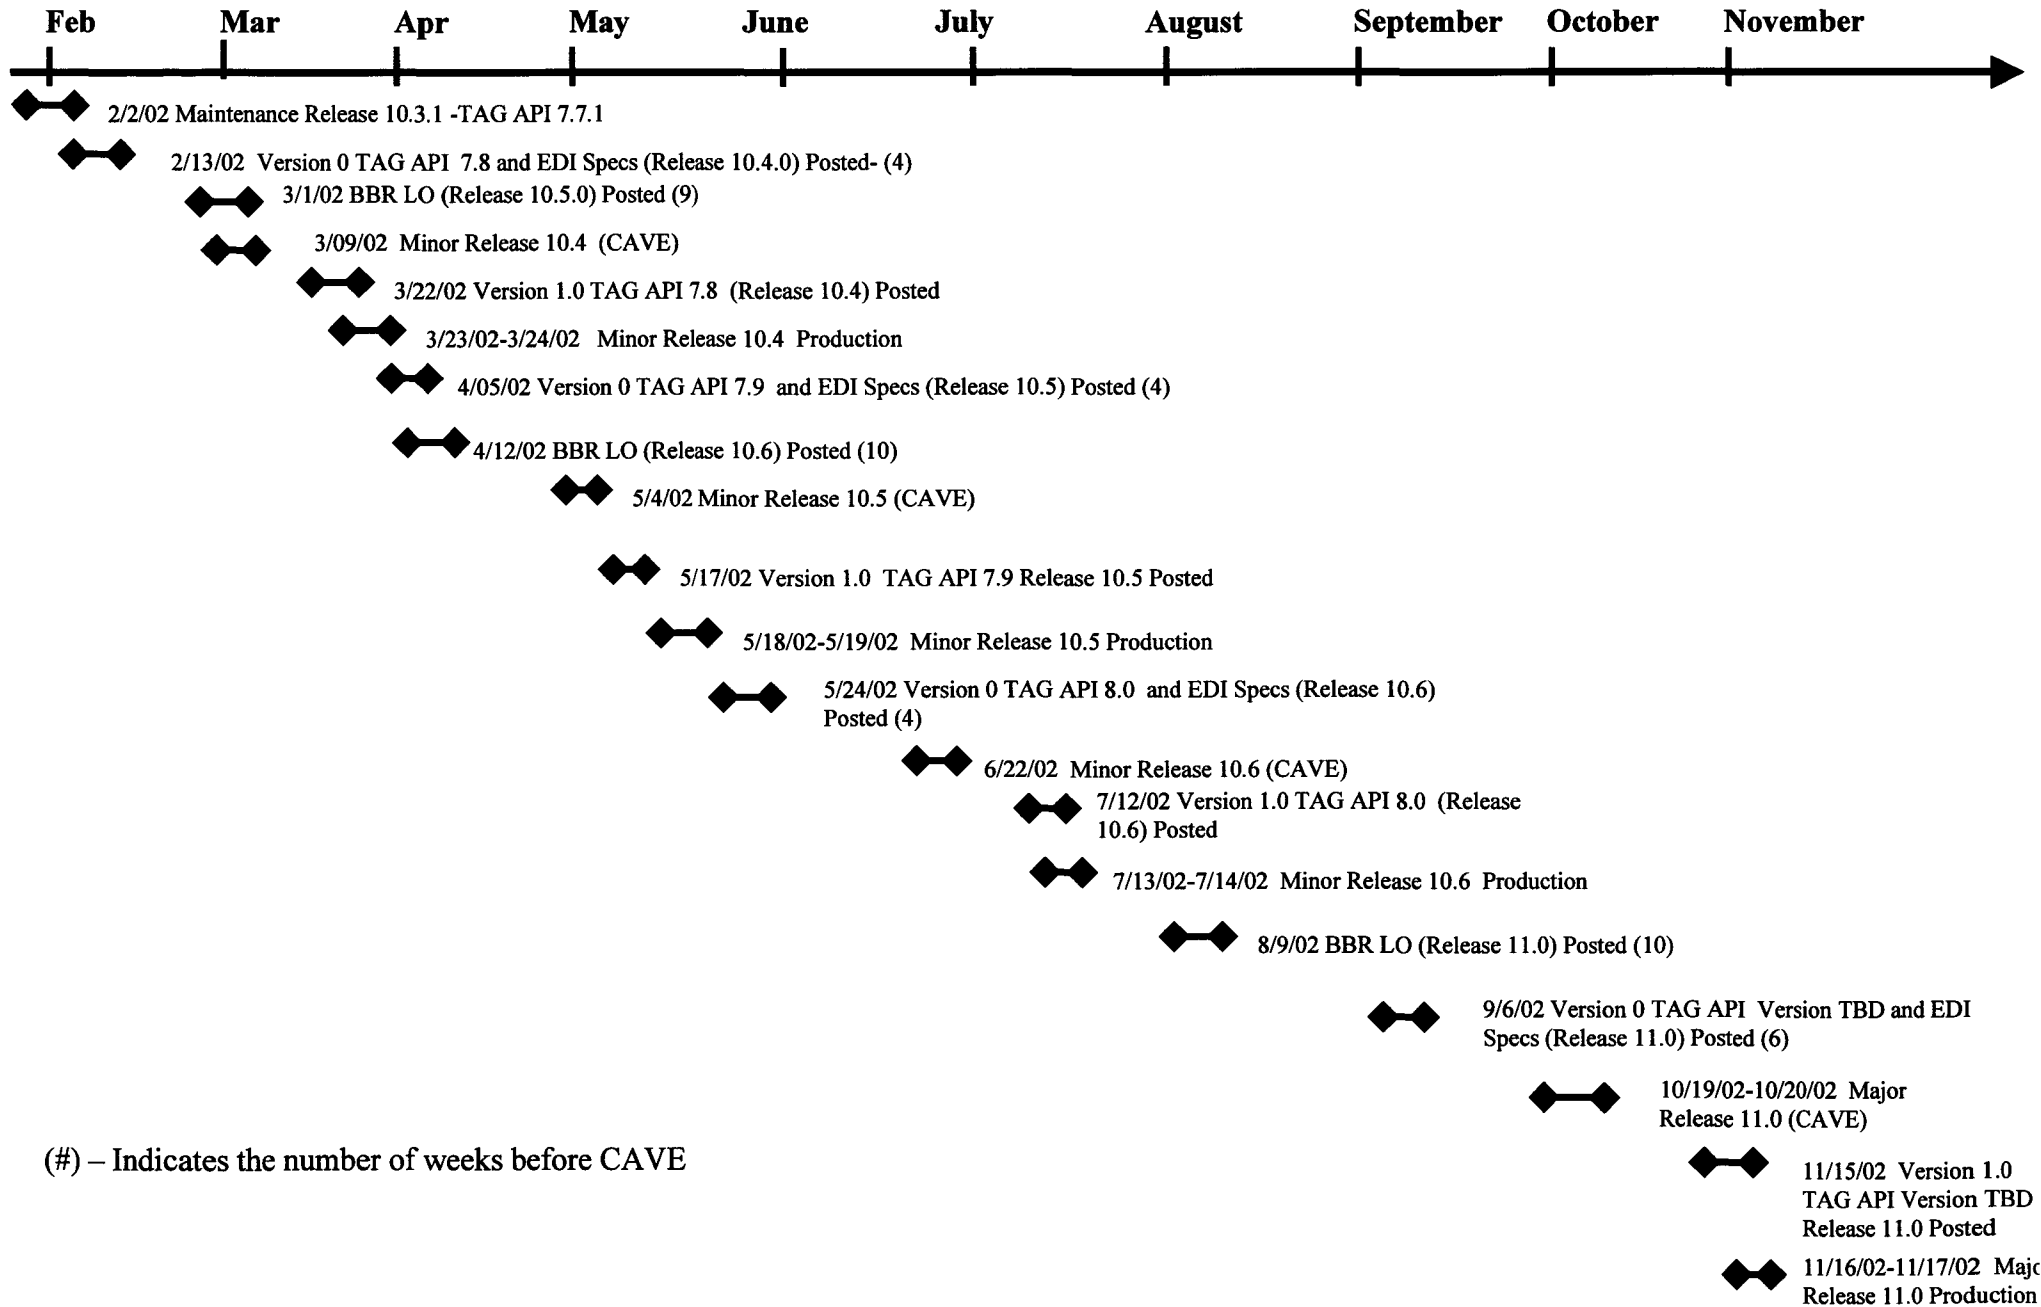 Feb Mar Apr May June July August September October November
2/2/02 Maintenance Release 10.3.1 -TAG API 7.7.1
2/13/02 Version 0 TAG API 7.8 and EDI Specs (Release 10.4.0) Posted- (4)
3/1/02 BBR LO (Release 10.5.0) Posted (9)
3/09/02 Minor Release 10.4 (CAVE)
3/22/02 Version 1.0 TAG API 7.8 (Release 10.4) Posted
3/23/02-3/24/02 Minor Release 10.4 Production
4/05/02 Version 0 TAG API 7.9 and EDI Specs (Release 10.5) Posted (4)
4/12/02 BBR LO (Release 10.6) Posted (10)
5/4/02 Minor Release 10.5 (CAVE)
5/17/02 Version 1.0 TAG API 7.9 Release 10.5 Posted
5/18/02-5/19/02 Minor Release 10.5 Production
5/24/02 Version 0 TAG API 8.0 and EDI Specs (Release 10.6)
Posted (4)
6/22/02 Minor Release 10.6 (CAVE)
7/12/02 Version 1.0 TAG API 8.0 (Release
10.6) Posted
7/13/02-7/14/02 Minor Release 10.6 Production
8/9/02 BBR LO (Release 11.0) Posted (10)
9/6/02 Version 0 TAG API Version TBD and EDI
Specs (Release 11.0) Posted (6)
10/19/02-10/20/02 Major
Release 11.0 (CAVE)
(#) – Indicates the number of weeks before CAVE
11/15/02 Version 1.0
TAG API Version TBD
Release 11.0 Posted
11/16/02-11/17/02
Release 11.0 Production